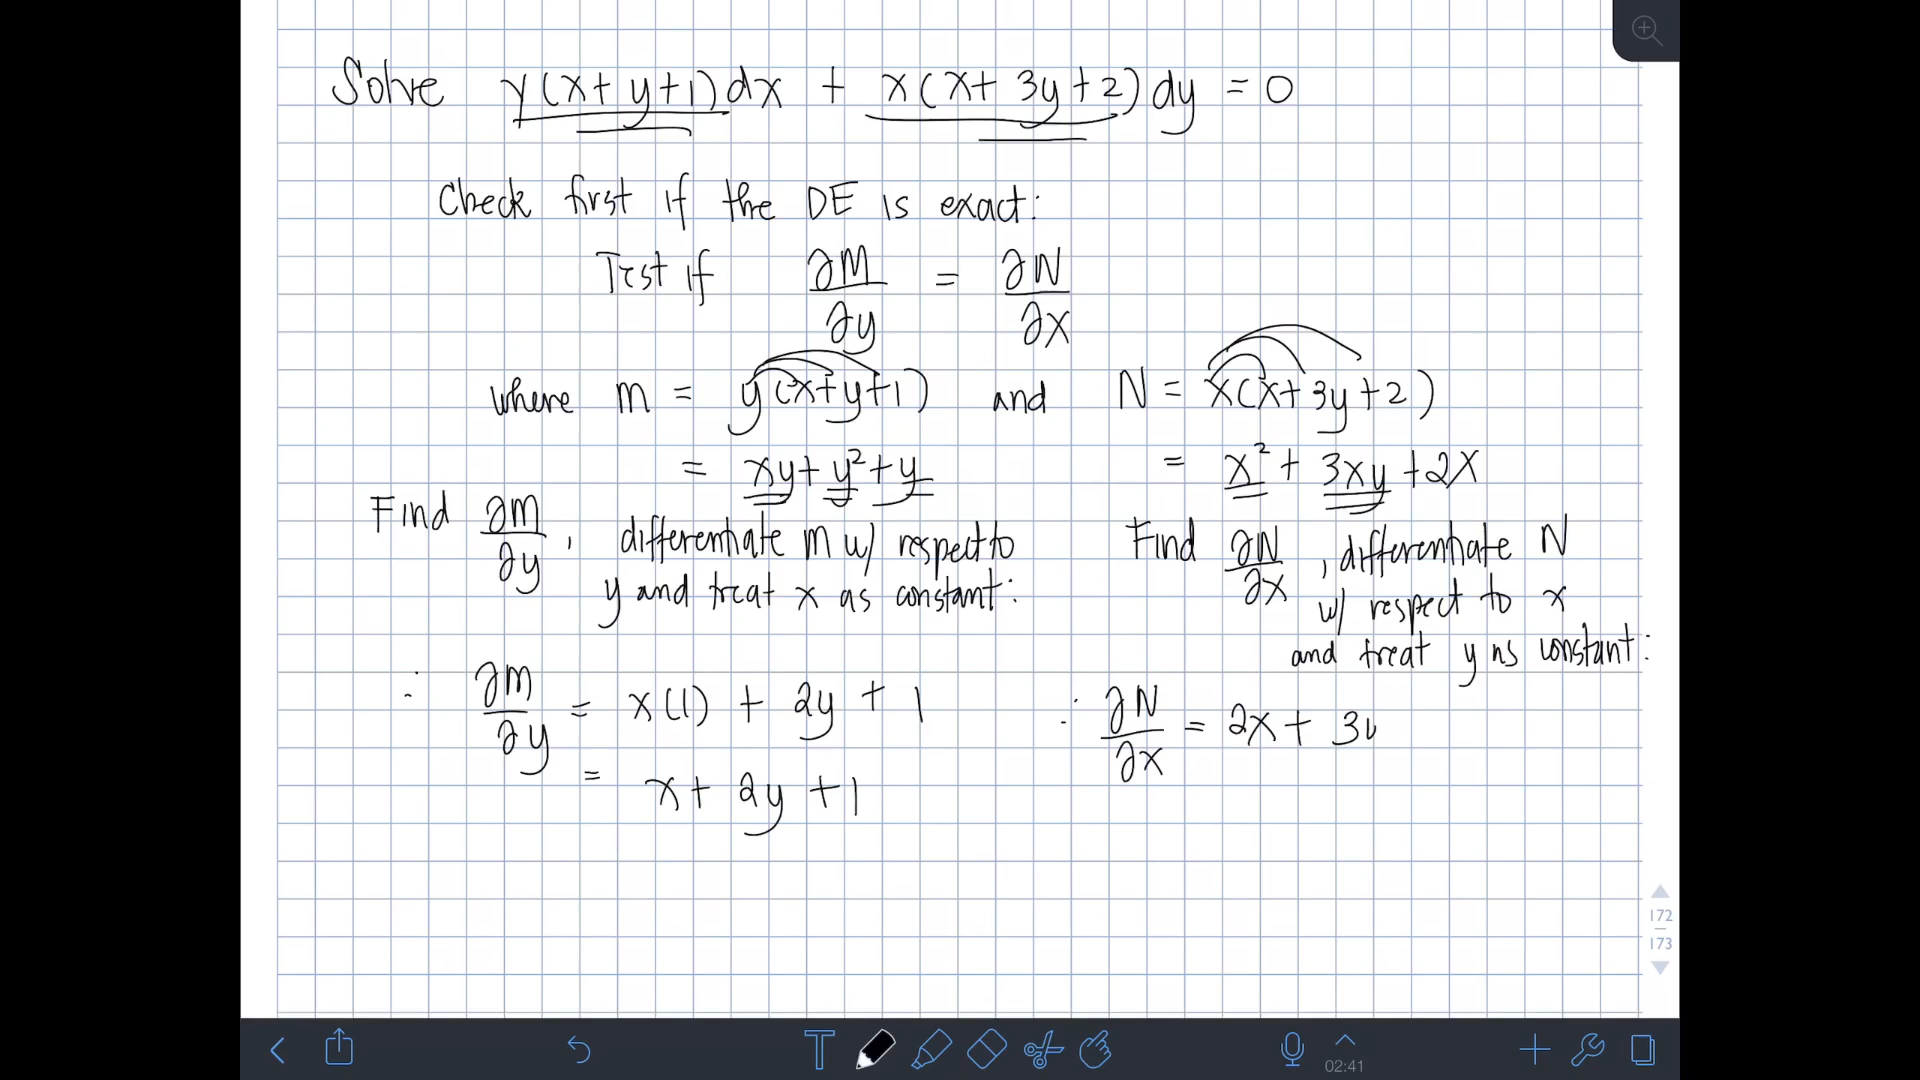 Solve y(x+y+1)dx + x(x+3y+2)dy = 0
Check first if the DE is exact:
Test if ∂M/∂y = ∂N/∂x
where m = y(x+y+1) and N = x(x+3y+2)
= xy+y²+y = x²+3xy+2x
Find ∂m/∂y, differentiate m w/ respect to
y and treat x as constant:
Find ∂N/∂x, differentiate N
w/ respect to x
and treat y as constant:
∴ ∂m/∂y = x(1) + 2y + 1
= x + 2y + 1
∴ ∂N/∂x = 2x + 3
172
173
T
02:41